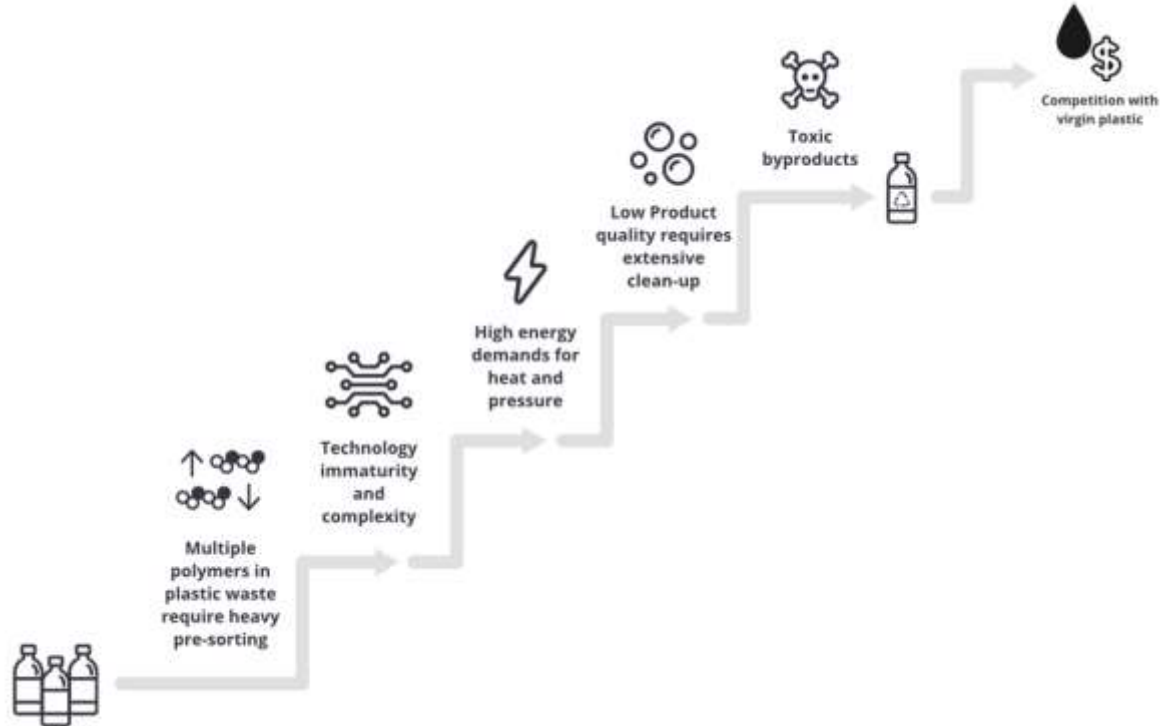 Multiple
polymers in
plastic waste
require heavy
pre-sorting
Technology
immaturity
and
complexity
High energy
demands for
heat and
pressure
Low Product
quality requires
extensive
clean-up
Toxic
byproducts
$
Competition with
virgin plastic